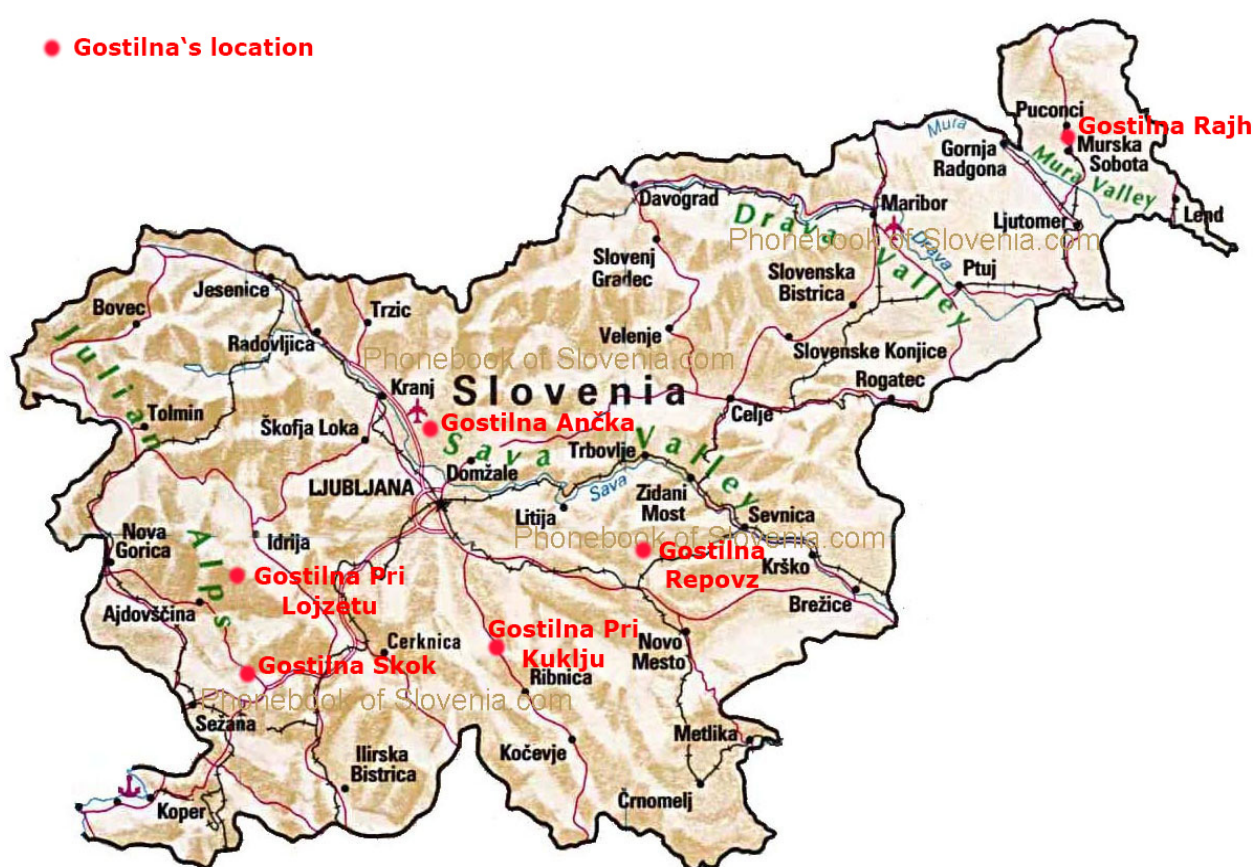 Gostilna's location
Puconci
Gostilna Rajh
Mura
Gornja
Radgona
Murska
Sobota
Mura Valley
Davograd
Maribor
Ljutomer
Lend
Drava Valley
Drava
Phonebook of Slovenia.com
Slovenj
Gradec
Slovenska
Bistrica
Ptuj
Jesenice
Bovec
Trzic
Radovljica
Velenje
Slovenske Konjice
Phonebook of Slovenia.com
Julian Alps
Kranj
Slovenia
Rogatec
Tolmin
Celje
Škofja Loka
Gostilna Ančka
Sava Valley
Trbovlje
Domžale
LJUBLJANA
Sava
Zidani
Most
Litija
Sevnica
Nova
Gorica
Idrija
Phonebook of Slovenia.com
Gostilna
Repovz
Krško
Gostilna Pri
Lojzetu
Ajdovščina
Brežice
Gostilna Pri
Kuklju
Cerknica
Novo
Mesto
Gostilna Skok
Ribnica
Phonebook of Slovenia.com
Sežana
Metlika
Kočevje
Ilirska
Bistrica
Črnomelj
Koper